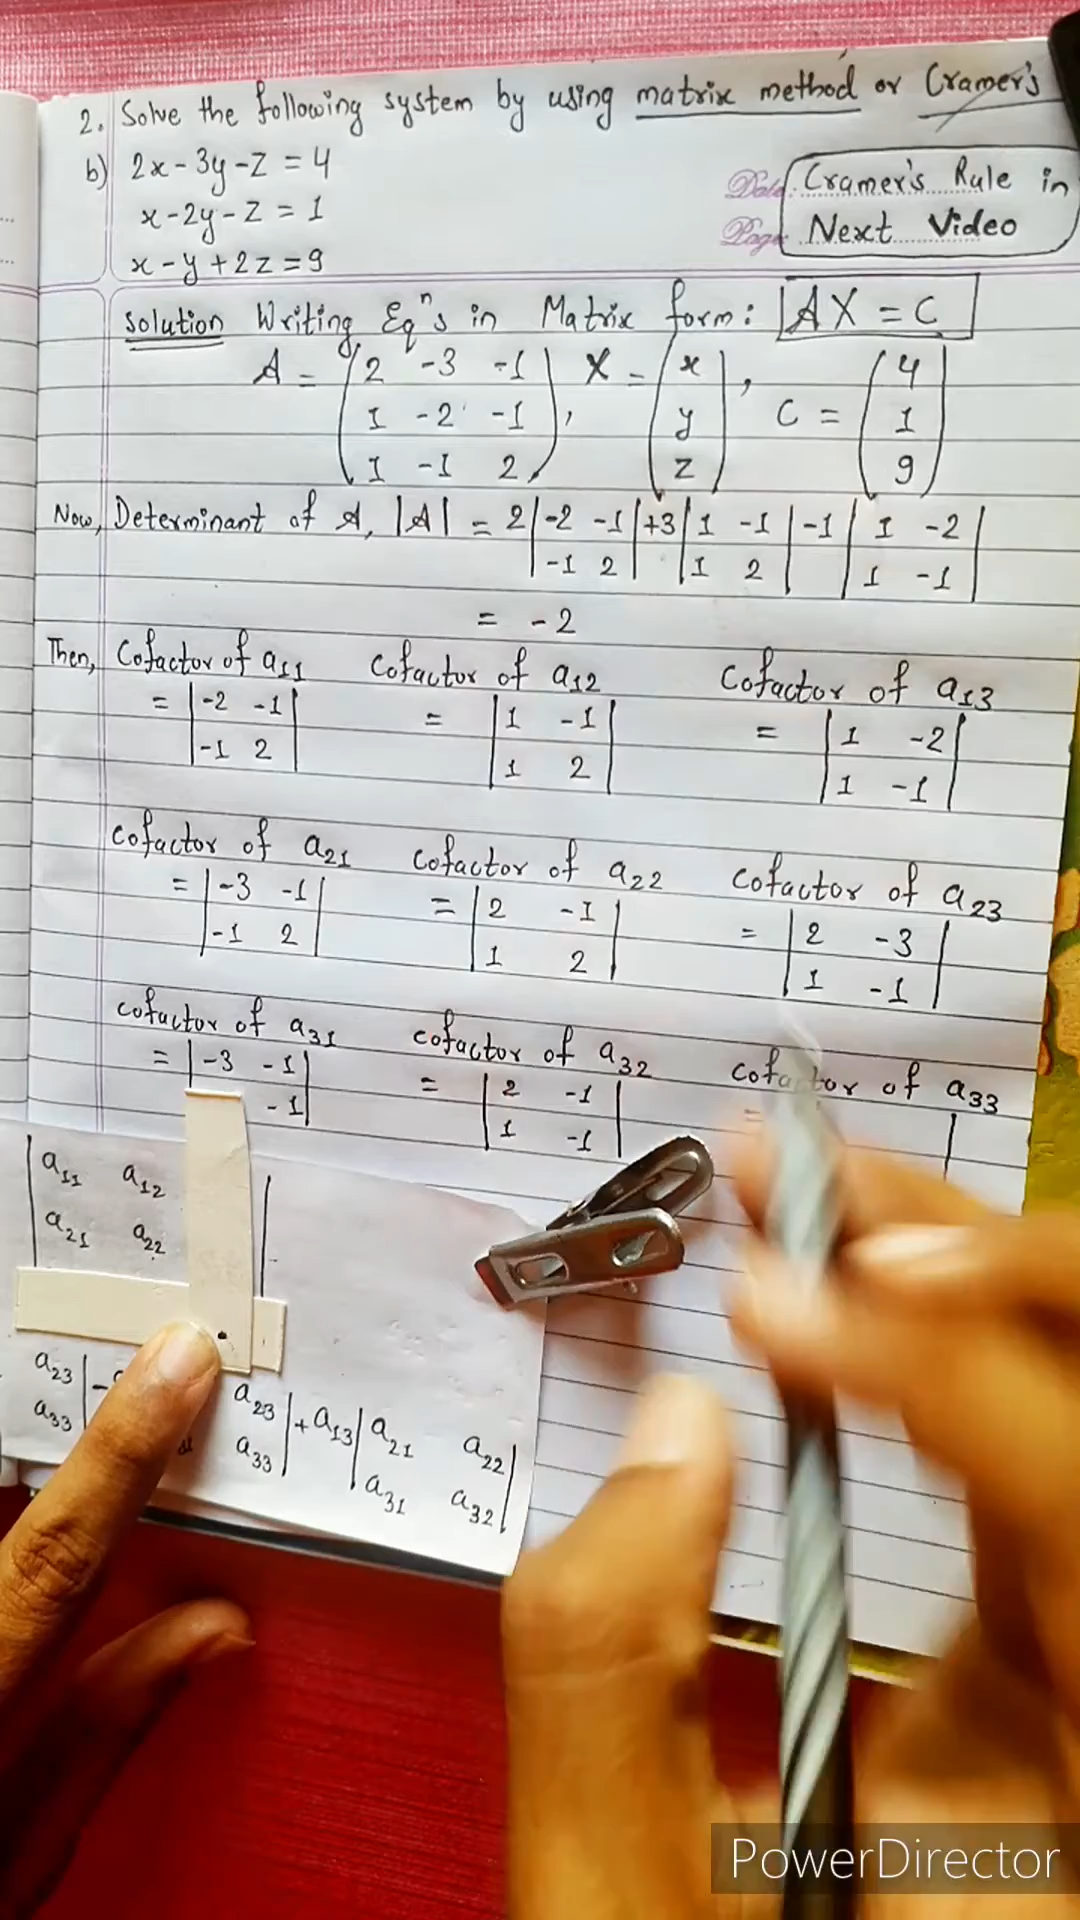 2. Solve the following system by using matrix method or Cramer's
b) 2x - 3y - z = 4
x - 2y - z = 1
x - y + 2z = 9
Date. Cramer's Rule in
Page Next Video
Solution Writing Eqⁿs in Matrix form: AX = C
A = (2 -3 -1 X = (x , C = (4
1 -2 -1 , y 1
1 -1 2) z) 9)
Now, Determinant of A, |A| = 2 |-2 -1| +3 |1 -1| -1 |1 -2|
|-1 2| |1 2| |1 -1|
= -2
Then, Cofactor of a11 Cofactor of a12 Cofactor of a13
= |-2 -1| = |1 -1| = |1 -2|
|-1 2| |1 2| |1 -1|
cofactor of a21 cofactor of a22 cofactor of a23
= |-3 -1| = |2 -1| = |2 -3|
|-1 2| |1 2| |1 -1|
cofactor of a31 cofactor of a32 cofactor of a33
= |-3 -1| = |2 -1| =
-1| |1 -1|
a11 a12
a21 a22
a23 | - a23 | + a13 | a21 a22
a33 a33 | a31 a32
PowerDirector